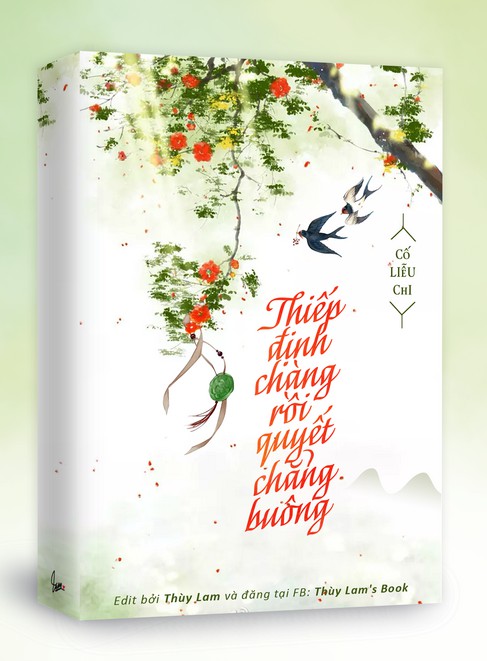 CỐ
LIỄU
CHI
Thiếp
định
chàng
rồi
quyết
chẳng
buông
Edit bởi Thùy Lam và đăng tại FB: Thùy Lam's Book